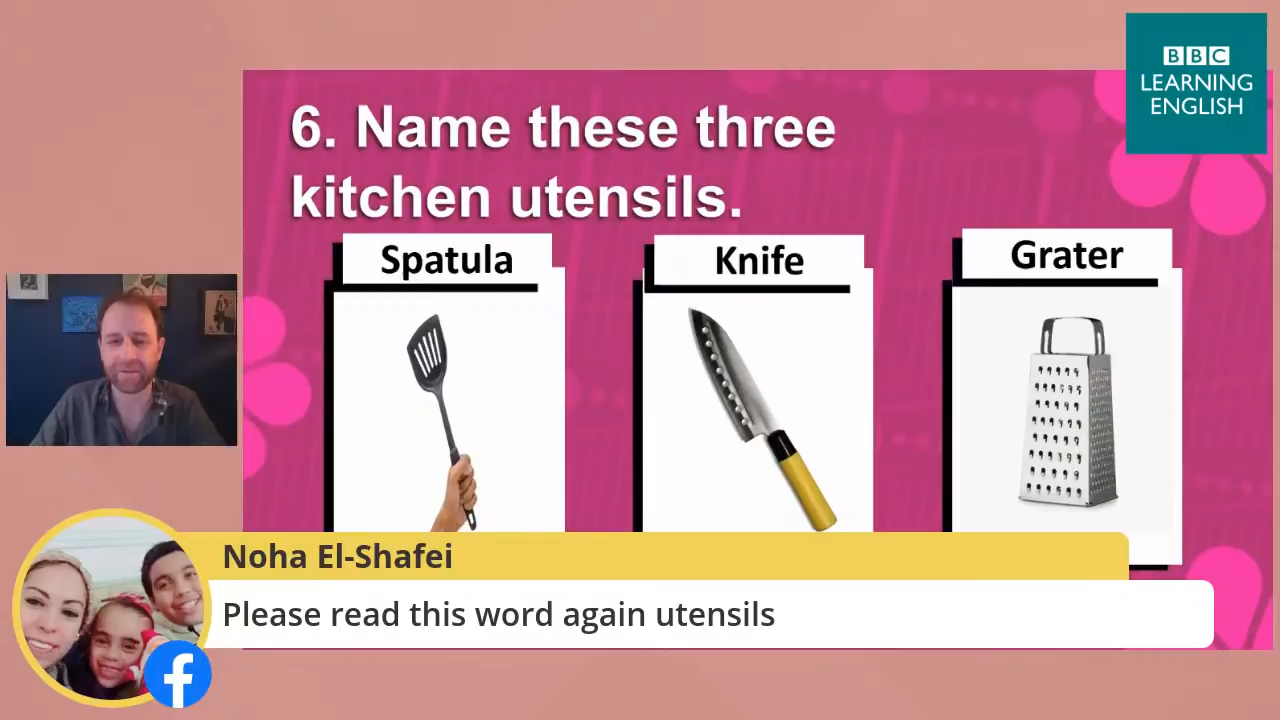 BBC
LEARNING
ENGLISH
6. Name these three
kitchen utensils.
Spatula
Knife
Grater
Noha El-Shafei
Please read this word again utensils